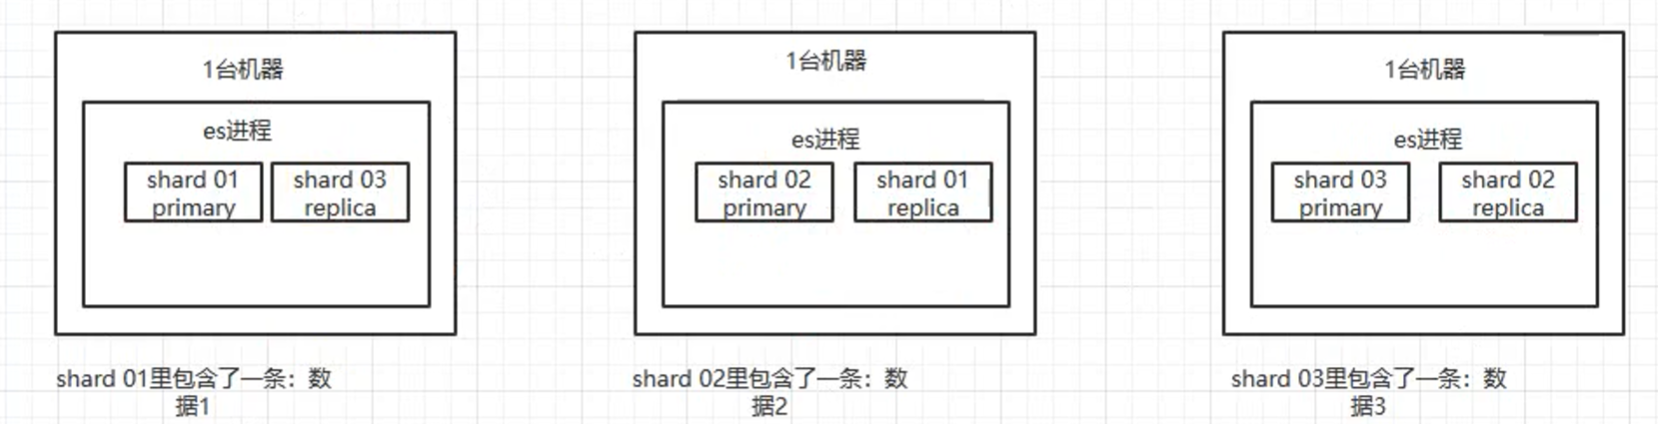 1台机器
es进程
shard 01
primary
shard 03
replica
shard 01里包含了一条：数
据1
1台机器
es进程
shard 02
primary
shard 01
replica
shard 02里包含了一条：数
据2
1台机器
es进程
shard 03
primary
shard 02
replica
shard 03里包含了一条：数
据3